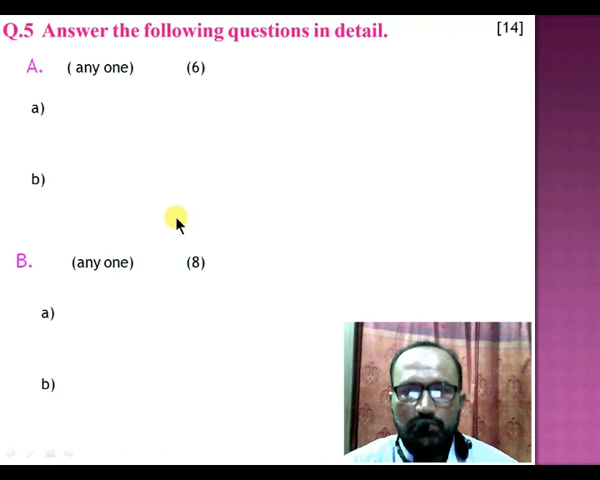 Q.5 Answer the following questions in detail. [14]
A. ( any one) (6)
a)
b)
B. (any one) (8)
a)
b)